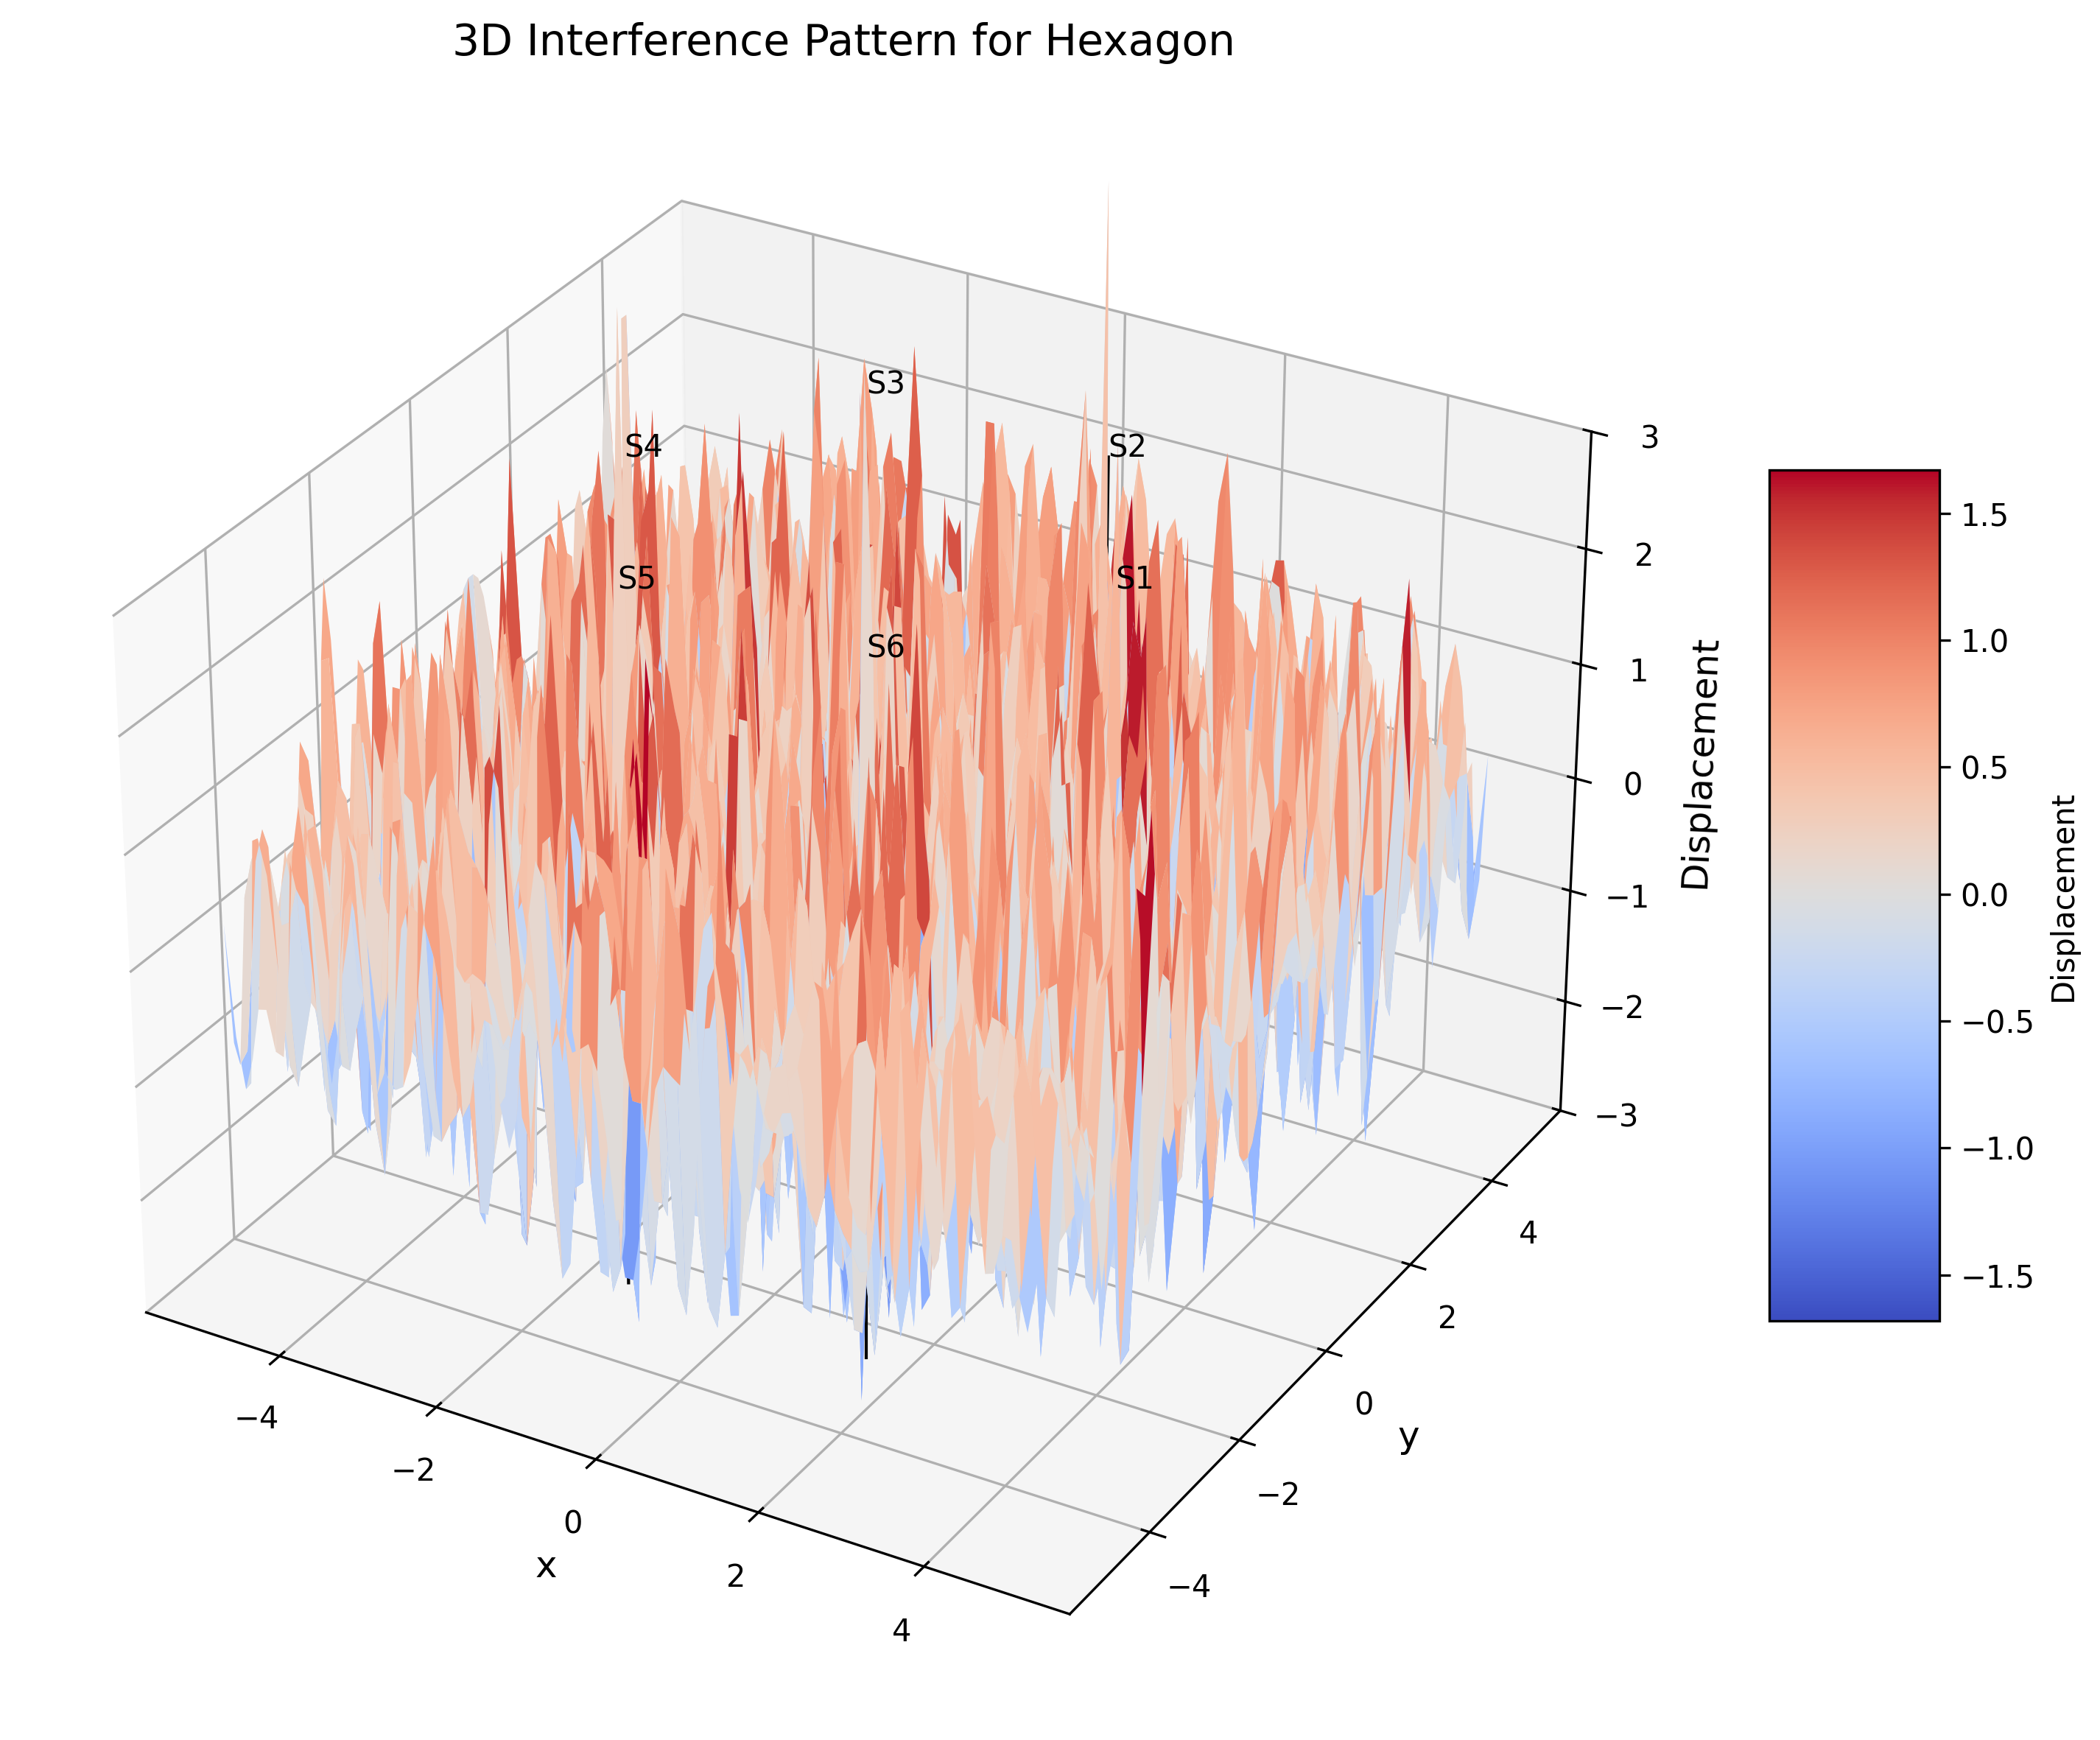 3D Interference Pattern for Hexagon
S3
S4
S2
S5
S1
S6
3
2
1
0
−1
−2
−3
Displacement
−4
−2
0
2
4
x
−4
−2
0
2
4
y
1.5
1.0
0.5
0.0
−0.5
−1.0
−1.5
Displacement